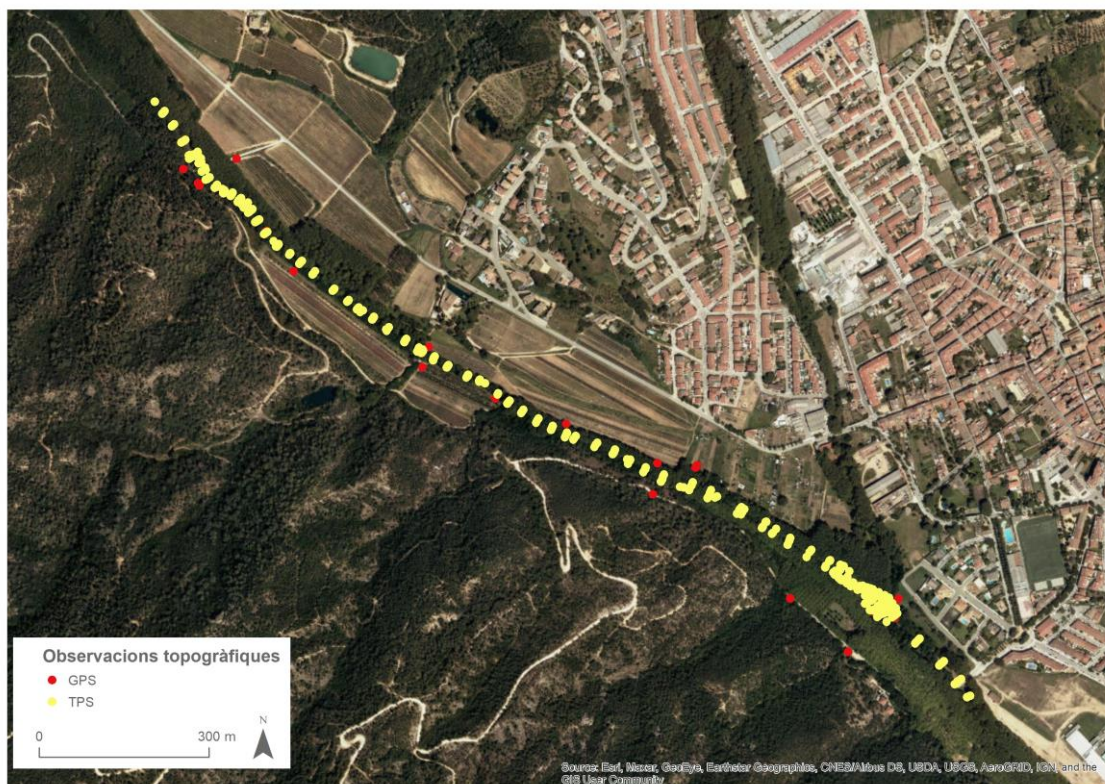 Observacions topogràfiques
GPS
TPS
0
300 m
N
Source: Esri, Maxar, GeoEye, Earthstar Geographics, CNES/Airbus DS, USDA, USGS, AeroGRID, IGN, and the
GIS User Community